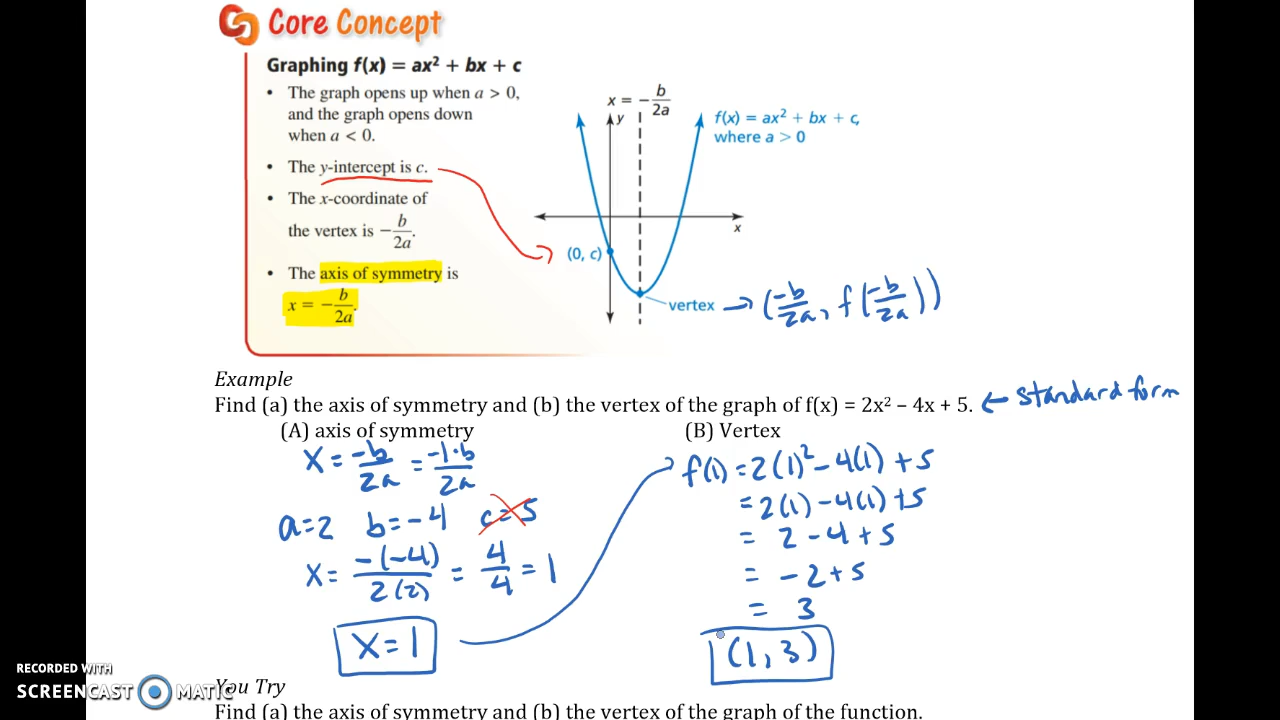 Core Concept
Graphing f(x) = ax² + bx + c
• The graph opens up when a > 0,
and the graph opens down
when a < 0.
• The y-intercept is c.
• The x-coordinate of
the vertex is −b/2a.
• The axis of symmetry is
x = −b/2a.
x = −b/2a
y
f(x) = ax² + bx + c,
where a > 0
x
(0, c)
vertex → (-b/2a, f(-b/2a))
Example
Find (a) the axis of symmetry and (b) the vertex of the graph of f(x) = 2x² – 4x + 5. ← standard form
(A) axis of symmetry
x = -b/2a = -1·b/2a
a=2 b=-4 c=5
x = -(-4)/2(2) = 4/4 = 1
x=1
(B) Vertex
f(1) = 2(1)² - 4(1) + 5
= 2(1) - 4(1) + 5
= 2 - 4 + 5
= -2 + 5
= 3
(1, 3)
RECORDED WITH
SCREENCAST MATIC
You Try
Find (a) the axis of symmetry and (b) the vertex of the graph of the function.